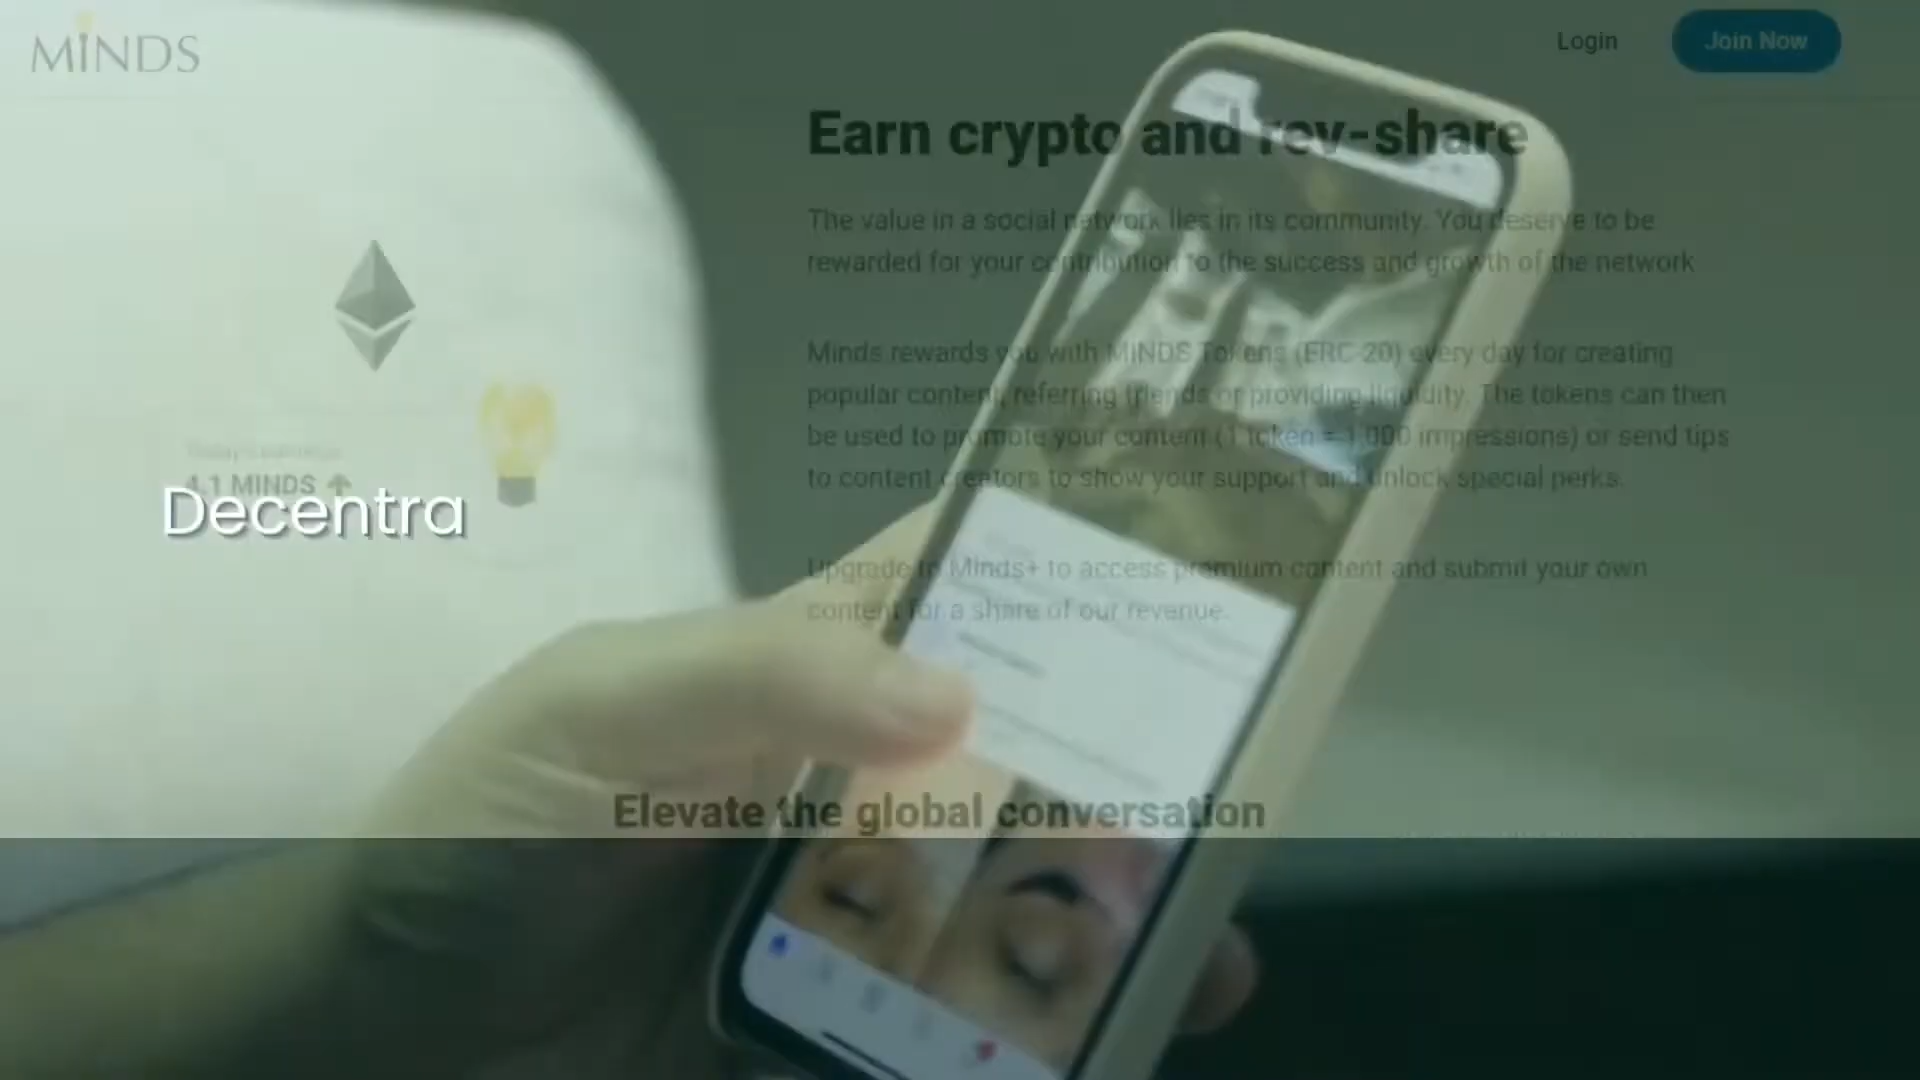 MINDS
Login
Join Now
Earn crypto and rev-share
The value in a social network lies in its community. You deserve to be
rewarded for your contribution to the success and growth of the network
Minds rewards you with MINDS Tokens (ERC-20) every day for creating
popular content, referring friends or providing liquidity. The tokens can then
be used to promote your content (1 token = 1,000 impressions) or send tips
to content creators to show your support and unlock special perks.
4.1 MINDS
Decentra
Upgrade to Minds+ to access premium content and submit your own
content for a share of our revenue.
Elevate the global conversation